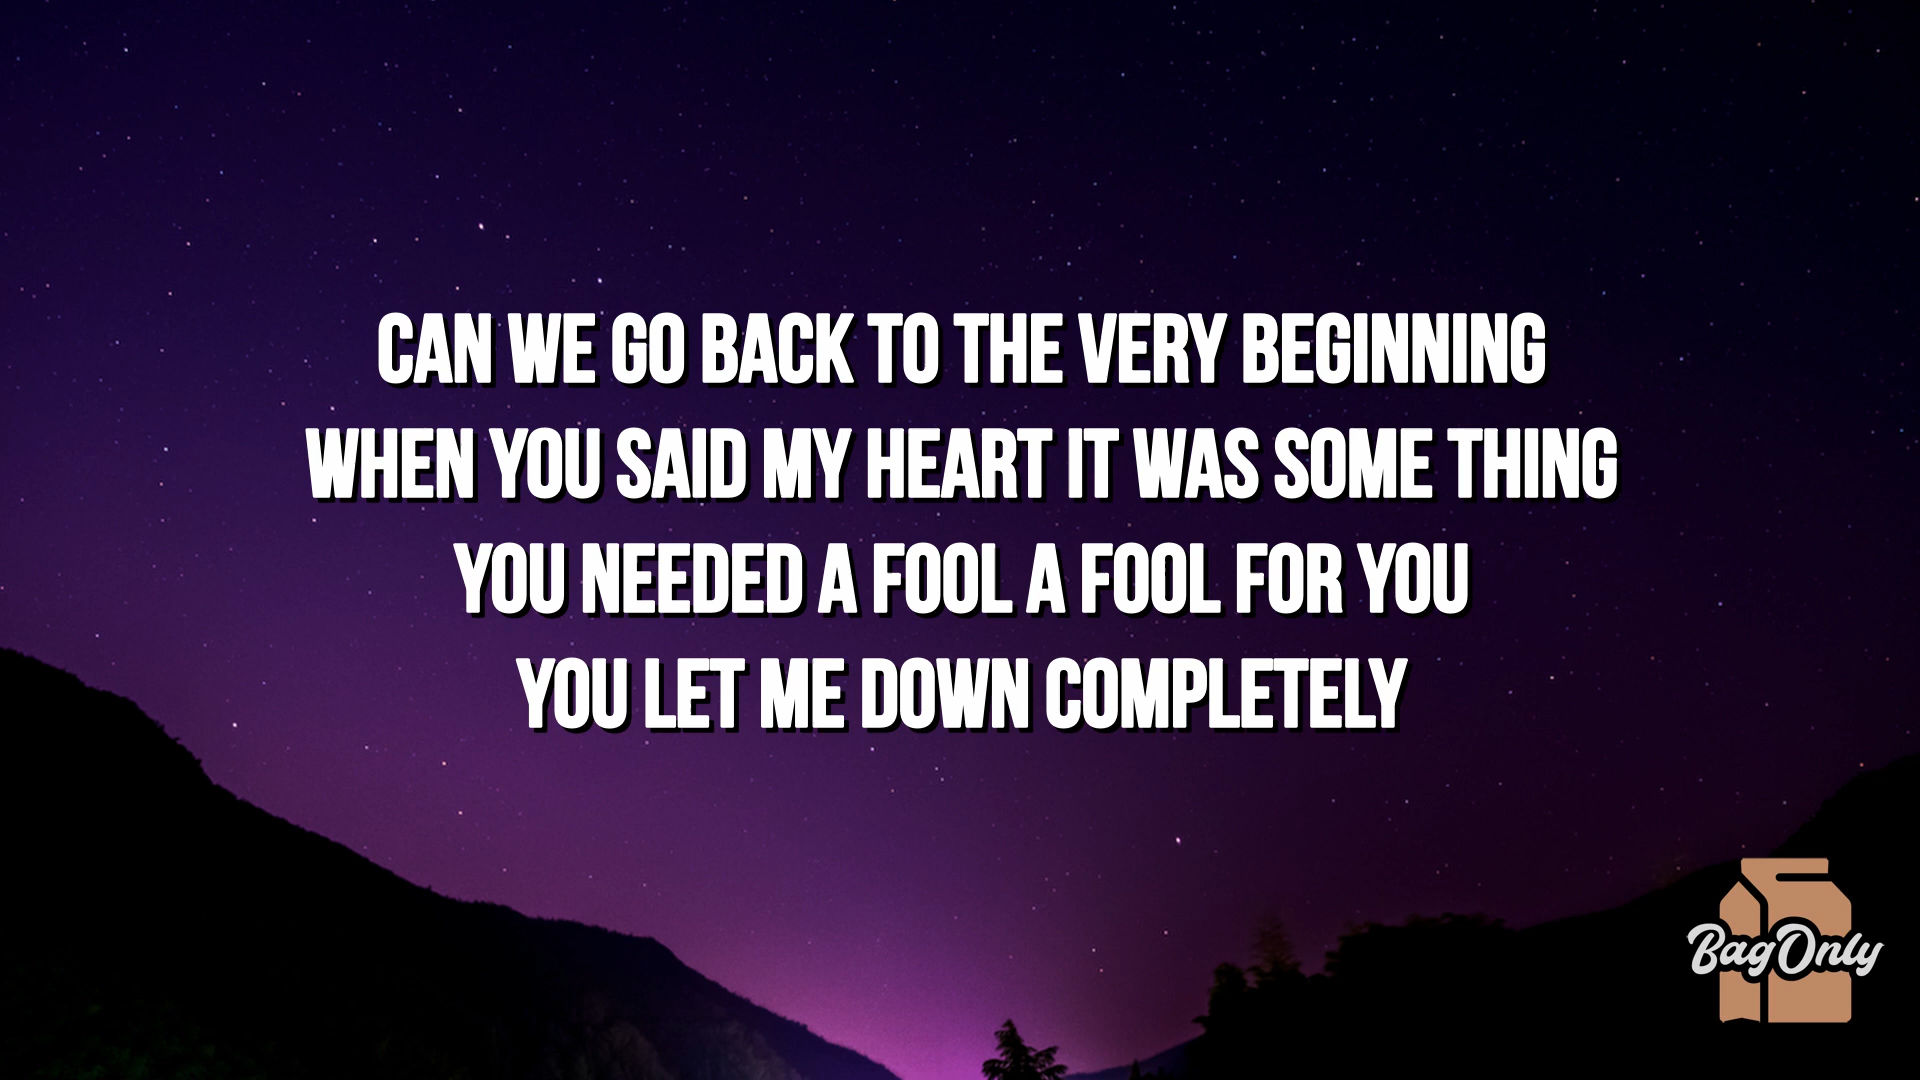 CAN WE GO BACK TO THE VERY BEGINNING
WHEN YOU SAID MY HEART IT WAS SOME THING
YOU NEEDED A FOOL A FOOL FOR YOU
YOU LET ME DOWN COMPLETELY
BagOnly